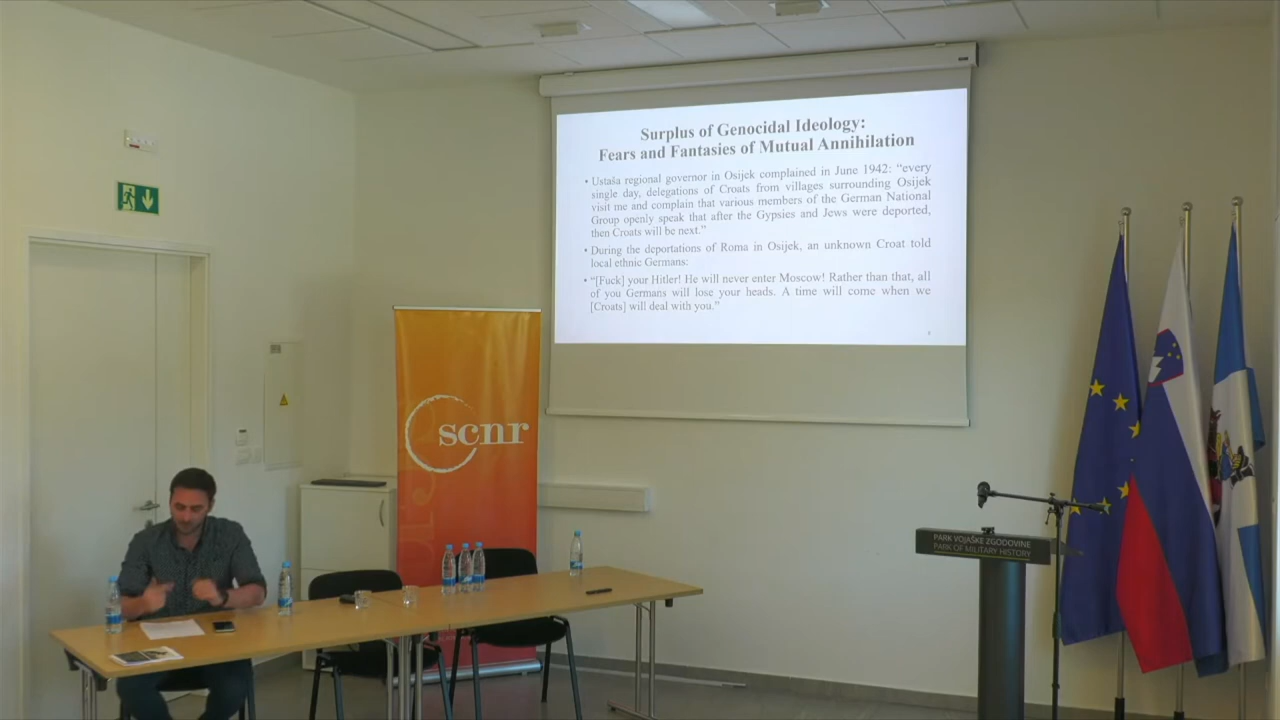 Surplus of Genocidal Ideology:
Fears and Fantasies of Mutual Annihilation
• Ustaša regional governor in Osijek complained in June 1942: “every
single day, delegations of Croats from villages surrounding Osijek
visit me and complain that various members of the German National
Group openly speak that after the Gypsies and Jews were deported,
then Croats will be next.”
• During the deportations of Roma in Osijek, an unknown Croat told
local ethnic Germans:
• “[Fuck] your Hitler! He will never enter Moscow! Rather than that, all
of you Germans will lose your heads. A time will come when we
[Croats] will deal with you.”
scnr
PARK VOJAŠKE ZGODOVINE
PARK OF MILITARY HISTORY